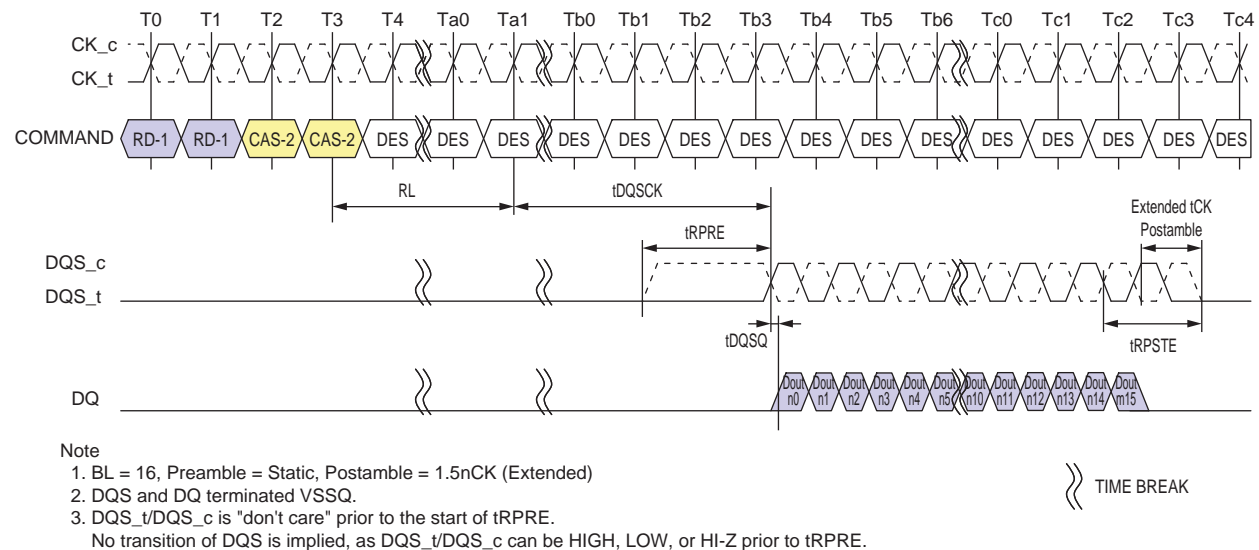 T0 T1 T2 T3 T4 Ta0 Ta1 Tb0 Tb1 Tb2 Tb3 Tb4 Tb5 Tb6 Tc0 Tc1 Tc2 Tc3 Tc4
CK_c
CK_t
COMMAND RD-1 RD-1 CAS-2 CAS-2 DES DES DES DES DES DES DES DES DES DES DES DES DES DES DES
RL tDQSCK
Extended tCK
Postamble
tRPRE
DQS_c
DQS_t
tDQSQ
tRPSTE
DQ
Dout Dout Dout Dout Dout Dout Dout Dout Dout Dout Dout Dout
n0 n1 n2 n3 n4 n5 n10 n11 n12 n13 n14 m15
Note
1. BL = 16, Preamble = Static, Postamble = 1.5nCK (Extended)
2. DQS and DQ terminated VSSQ.
3. DQS_t/DQS_c is "don't care" prior to the start of tRPRE.
No transition of DQS is implied, as DQS_t/DQS_c can be HIGH, LOW, or HI-Z prior to tRPRE.
TIME BREAK